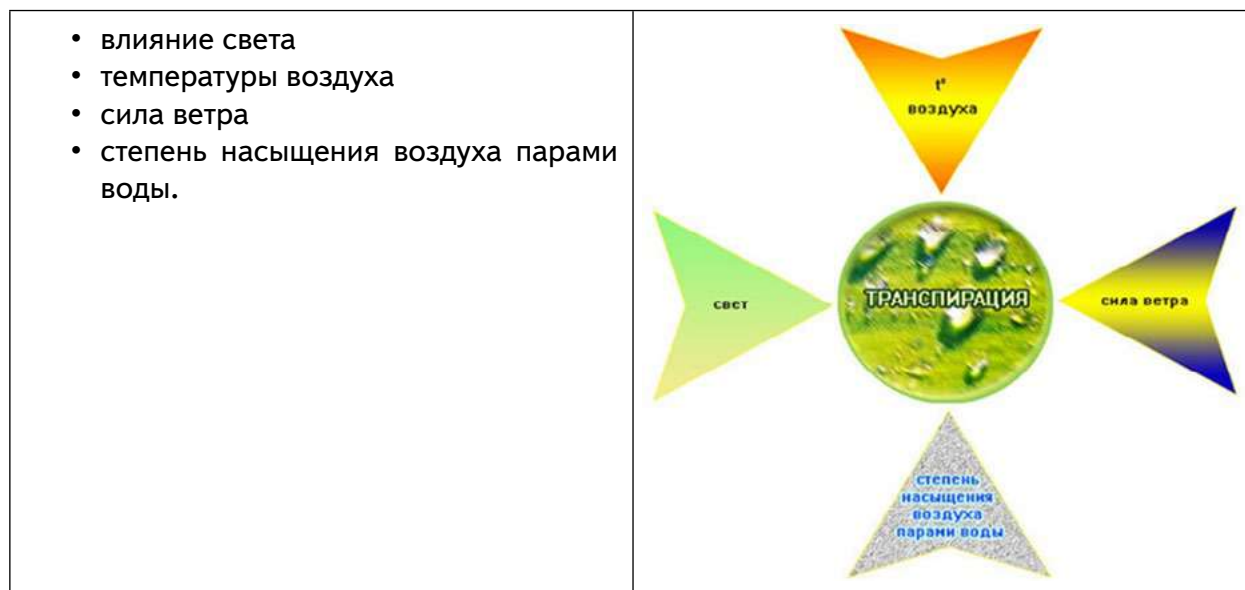 • влияние света
• температуры воздуха
• сила ветра
• степень насыщения воздуха парами
воды.
t°
воздуха
свет
ТРАНСПИРАЦИЯ
сила ветра
степень
насыщения
воздуха
парами воды